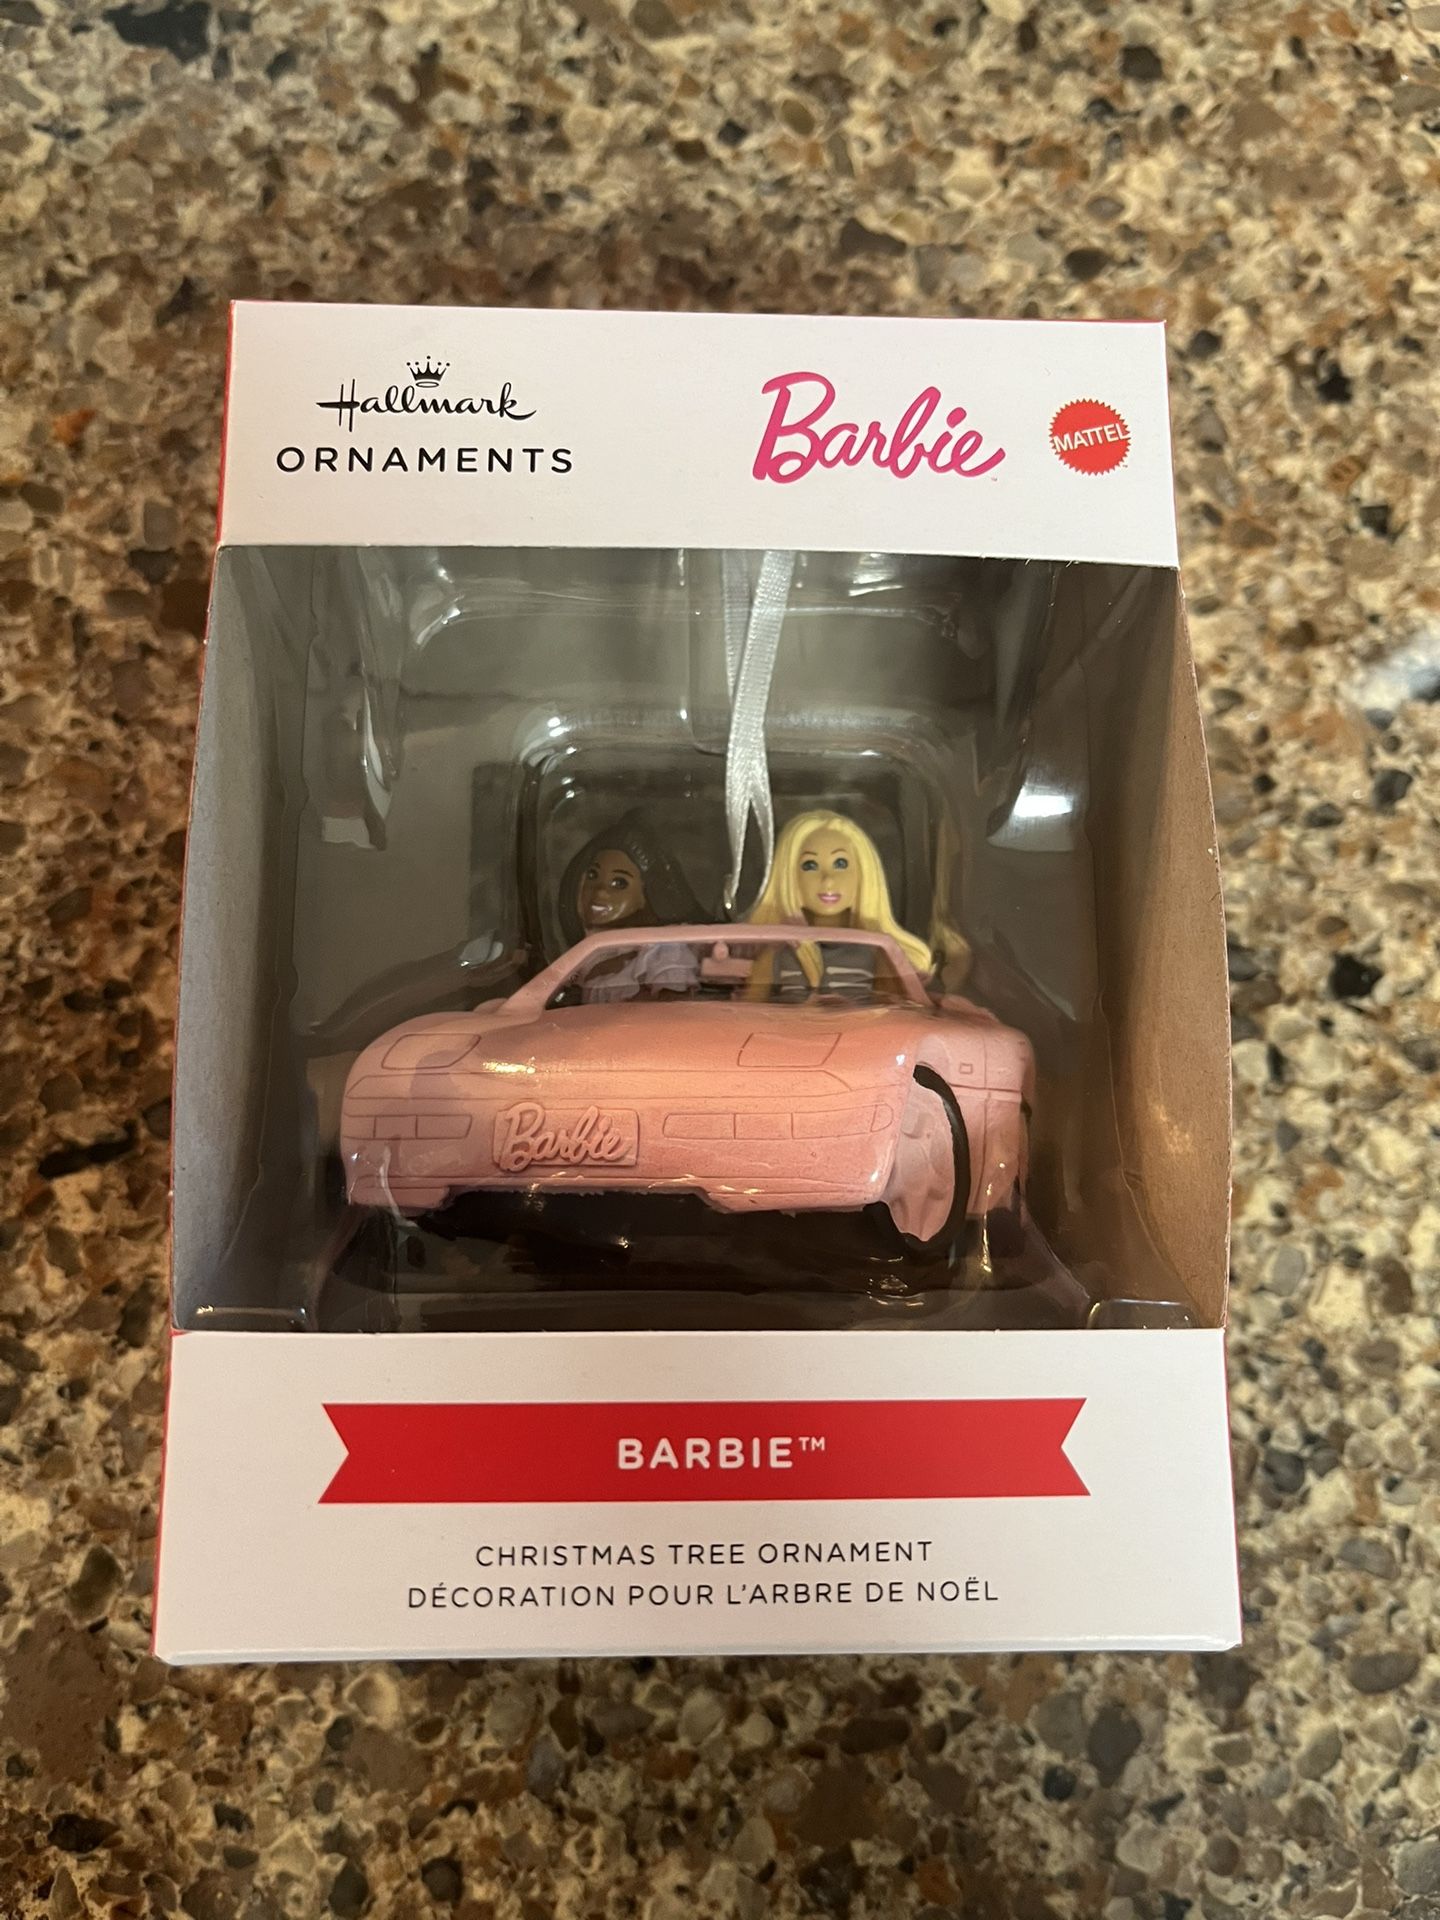 Hallmark
ORNAMENTS
Barbie
MATTEL
Barbie
BARBIE™
CHRISTMAS TREE ORNAMENT
DÉCORATION POUR L'ARBRE DE NOËL